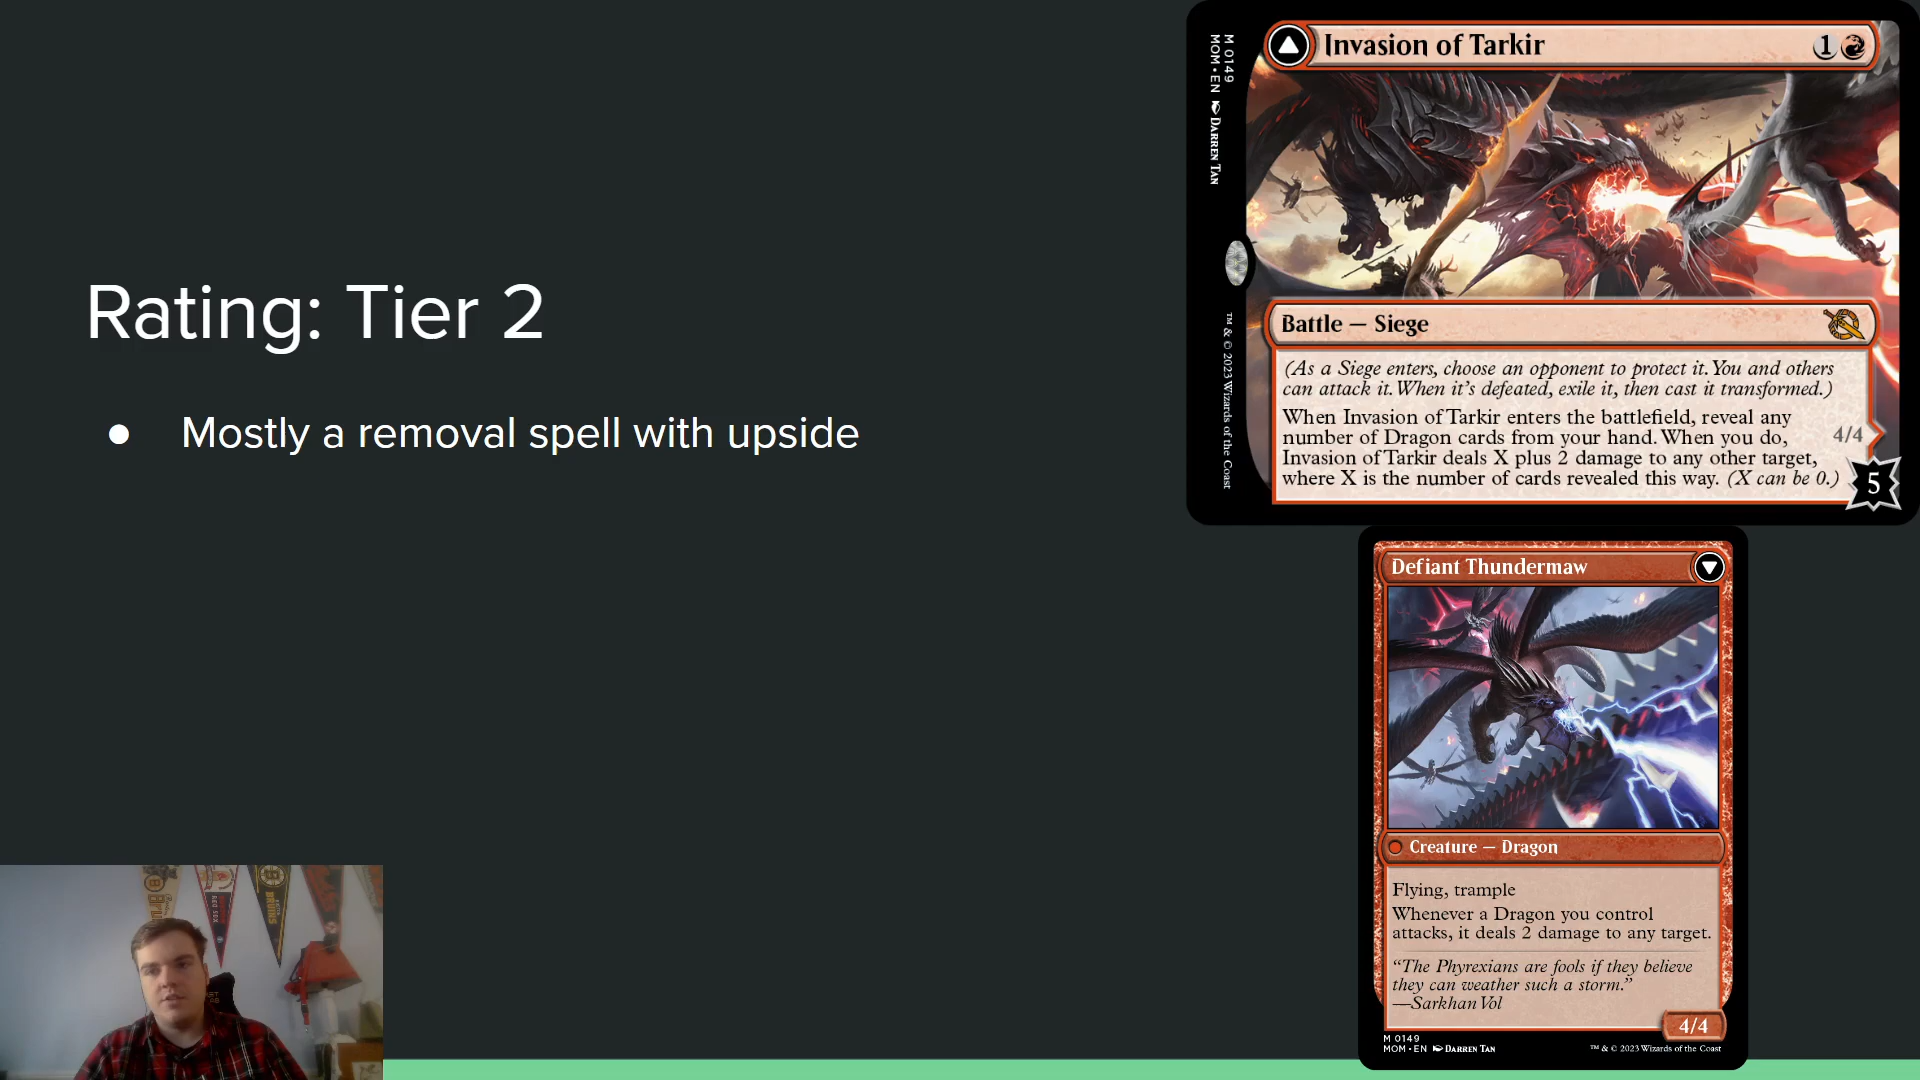 Rating: Tier 2
● Mostly a removal spell with upside
Invasion of Tarkir 1
M 0149
MOM • EN DARREN TAN
™ & © 2023 Wizards of the Coast
Battle — Siege
(As a Siege enters, choose an opponent to protect it. You and others
can attack it. When it's defeated, exile it, then cast it transformed.)
When Invasion of Tarkir enters the battlefield, reveal any
number of Dragon cards from your hand. When you do,
Invasion of Tarkir deals X plus 2 damage to any other target,
where X is the number of cards revealed this way. (X can be 0.)
4/4
5
Defiant Thundermaw
Creature — Dragon
Flying, trample
Whenever a Dragon you control
attacks, it deals 2 damage to any target.
“The Phyrexians are fools if they believe
they can weather such a storm.”
—Sarkhan Vol
4/4
M 0149
MOM • EN DARREN TAN
™ & © 2023 Wizards of the Coast
BRUINS